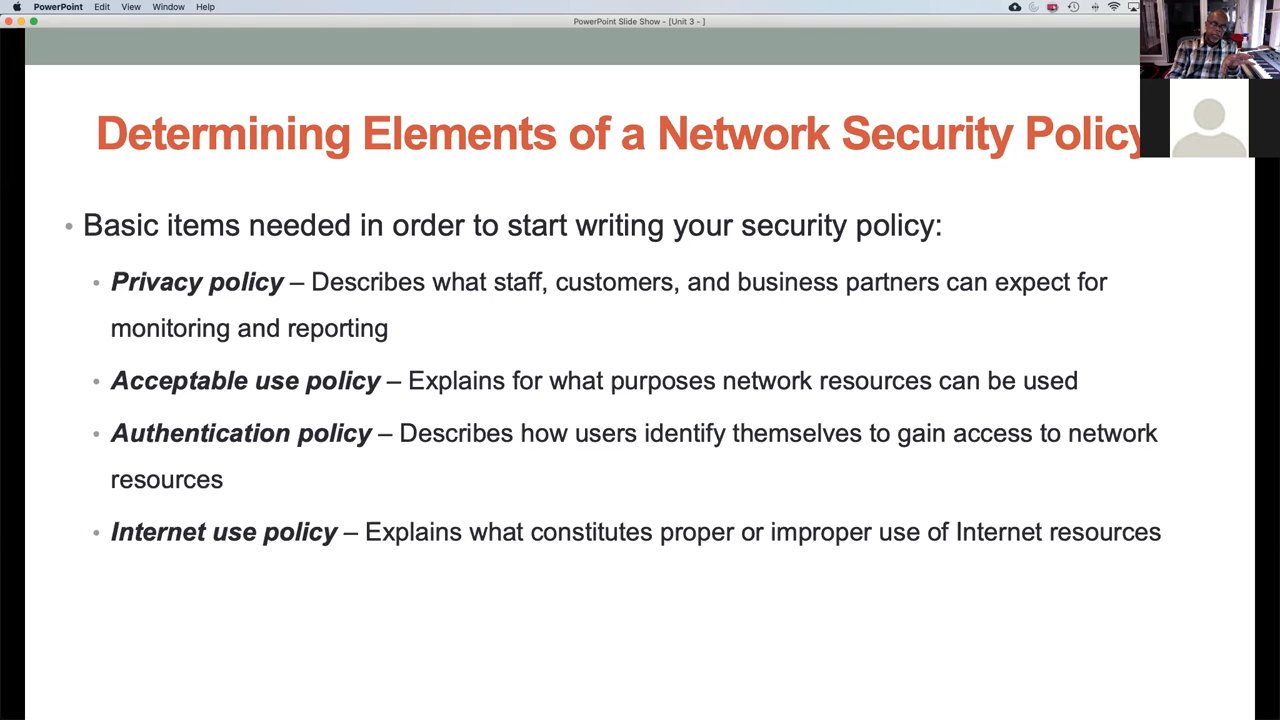 PowerPoint Edit View Window Help
PowerPoint Slide Show - [Unit 3 - ]
Determining Elements of a Network Security Policy
• Basic items needed in order to start writing your security policy:
• Privacy policy – Describes what staff, customers, and business partners can expect for
monitoring and reporting
• Acceptable use policy – Explains for what purposes network resources can be used
• Authentication policy – Describes how users identify themselves to gain access to network
resources
• Internet use policy – Explains what constitutes proper or improper use of Internet resources